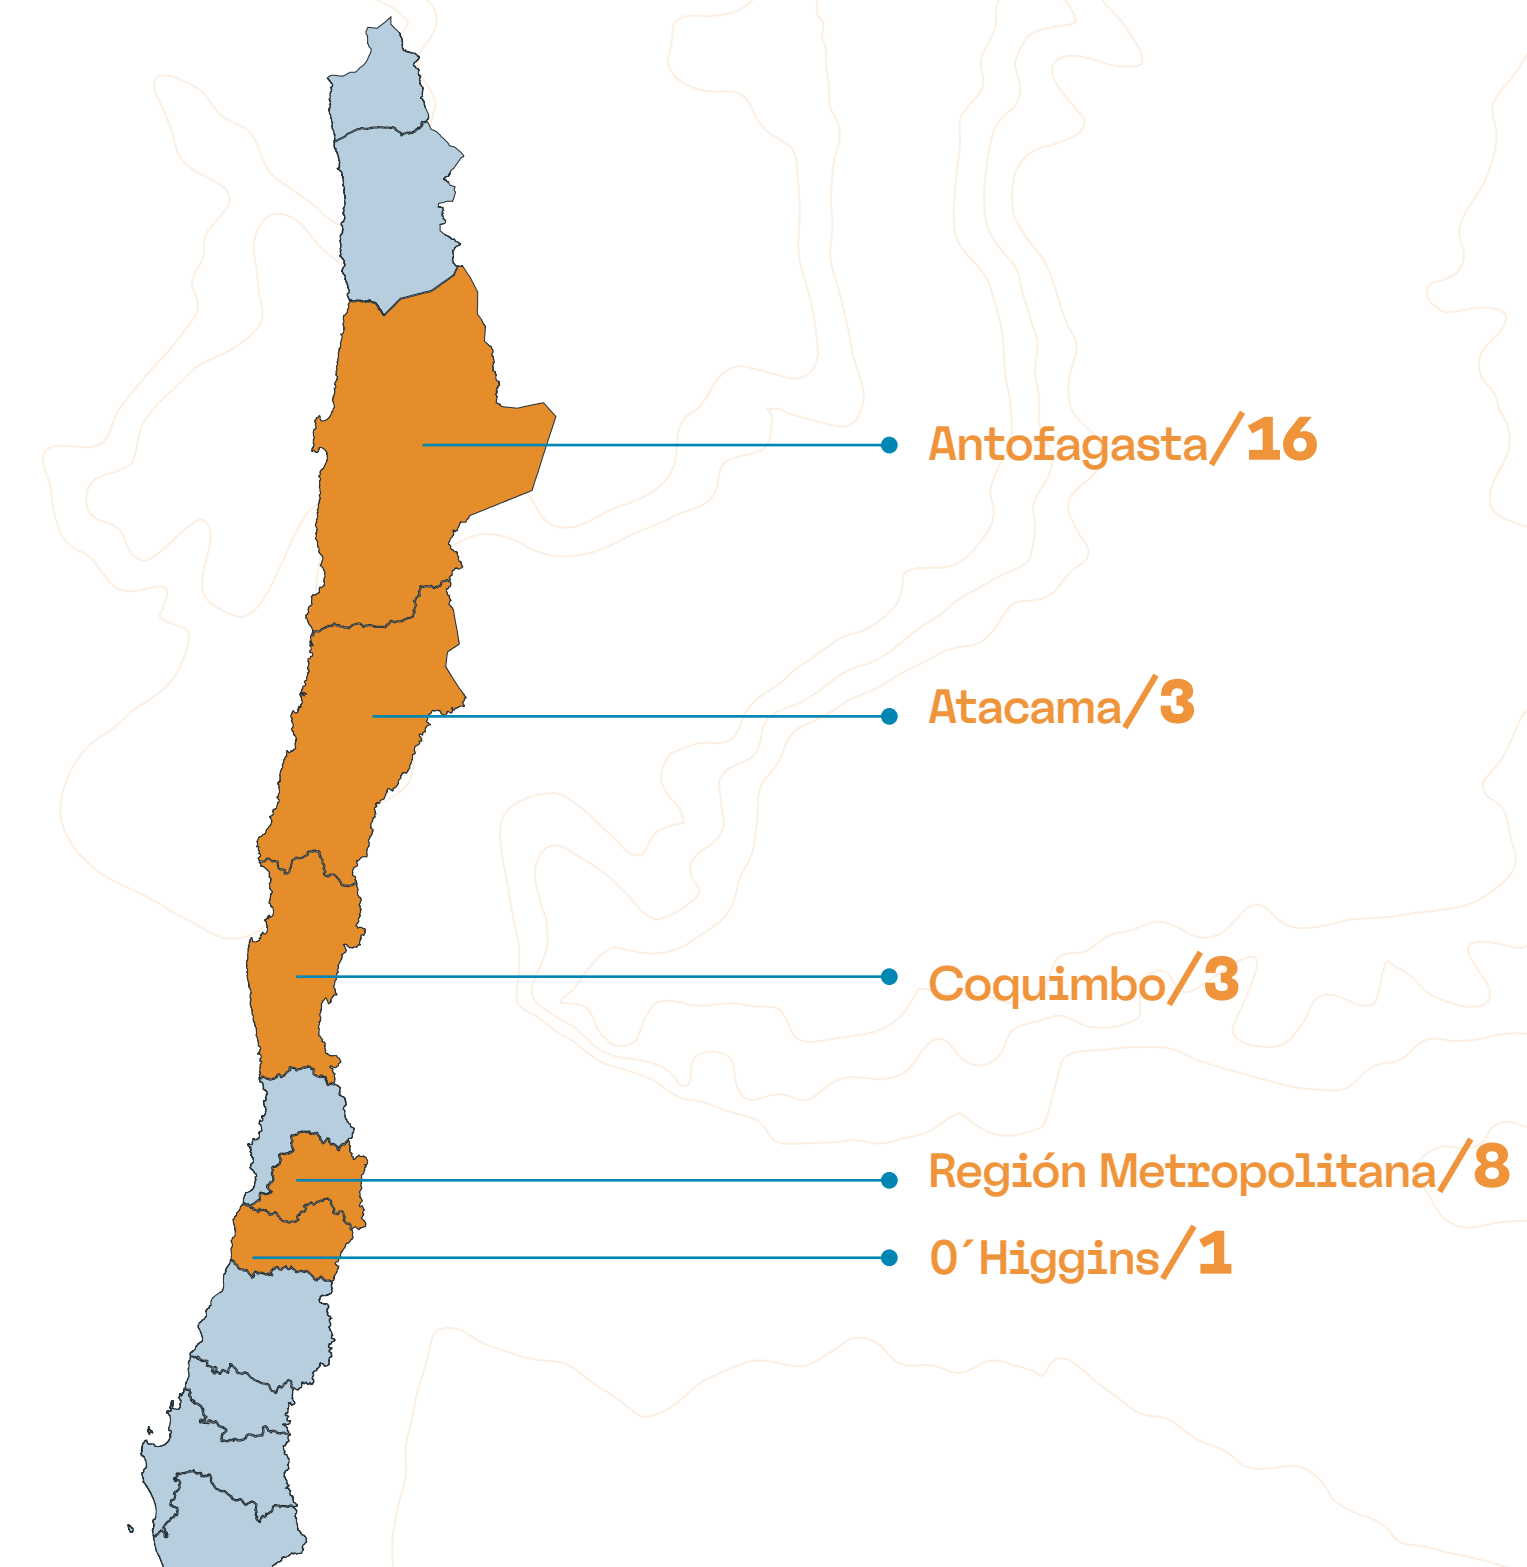 Antofagasta/16
Atacama/3
Coquimbo/3
Región Metropolitana/8
O´Higgins/1